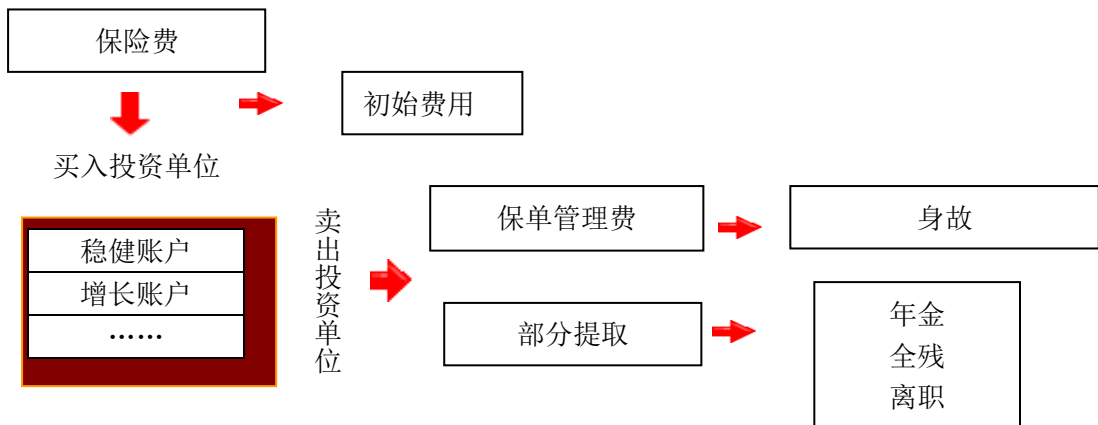 保险费
初始费用
买入投资单位
稳健账户
增长账户
……
卖出投资单位
保单管理费
身故
部分提取
年金
全残
离职